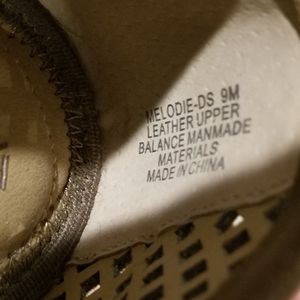 MELODIE-DS 9M
LEATHER UPPER
BALANCE MANMADE
MATERIALS
MADE IN CHINA